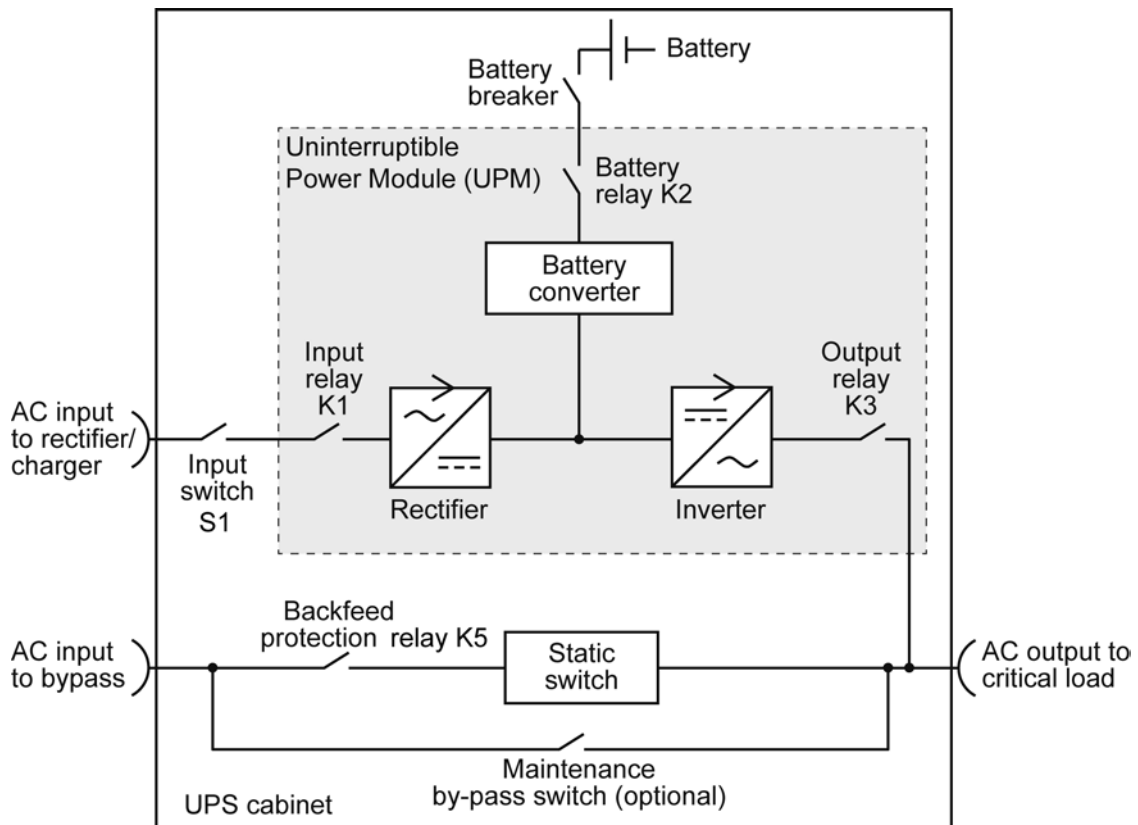 Battery
Battery
breaker
Uninterruptible
Power Module (UPM)
Battery
relay K2
Battery
converter
Input
relay
K1
Output
relay
K3
AC input
to rectifier/
charger
Input
switch
S1
Rectifier
Inverter
Backfeed
protection relay K5
AC input
to bypass
Static
switch
AC output to
critical load
Maintenance
by-pass switch (optional)
UPS cabinet